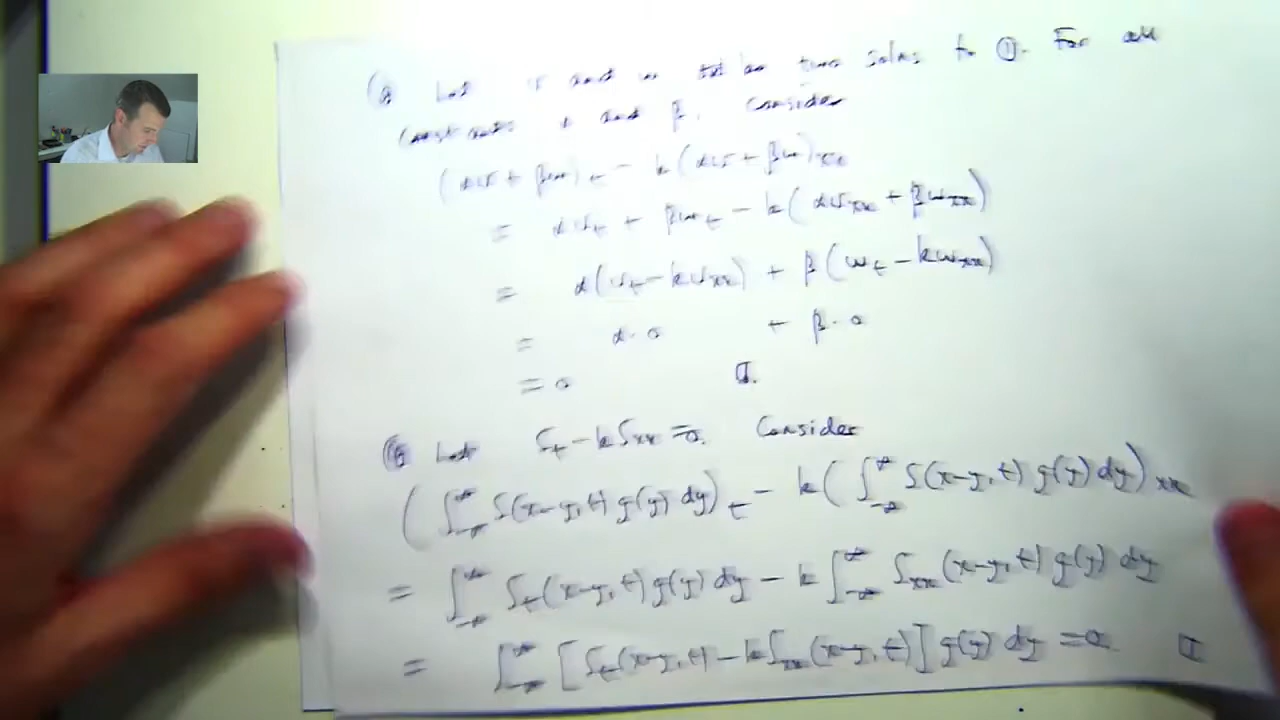 (a) Let v and w be two solns to ①. For all
constants α and β, consider
(αv + βw)_t - k(αv + βw)_xx
= αv_t + βw_t - k(αv_xx + βw_xx)
= α(v_t - kv_xx) + β(w_t - kw_xx)
= α·0 + β·0
= 0 □.
(b) Let S_t - kS_xx = 0. Consider
(∫_{-∞}^{∞} S(x-y,t) g(y) dy)_t - k(∫_{-∞}^{∞} S(x-y,t) g(y) dy)_xx
= ∫_{-∞}^{∞} S_t(x-y,t) g(y) dy - k∫_{-∞}^{∞} S_xx(x-y,t) g(y) dy
= ∫_{-∞}^{∞} [S_t(x-y,t) - kS_xx(x-y,t)] g(y) dy = 0 □